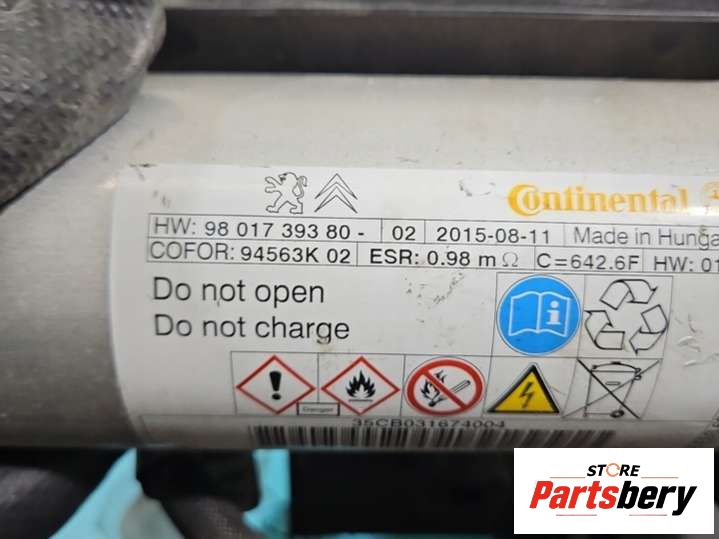 Continental
HW: 98 017 393 80 - 02 2015-08-11 Made in Hunga
COFOR: 94563K 02 ESR: 0.98 m Ω C=642.6F HW: 01
Do not open
Do not charge
Danger
35CB031674004
STORE
Partsbery